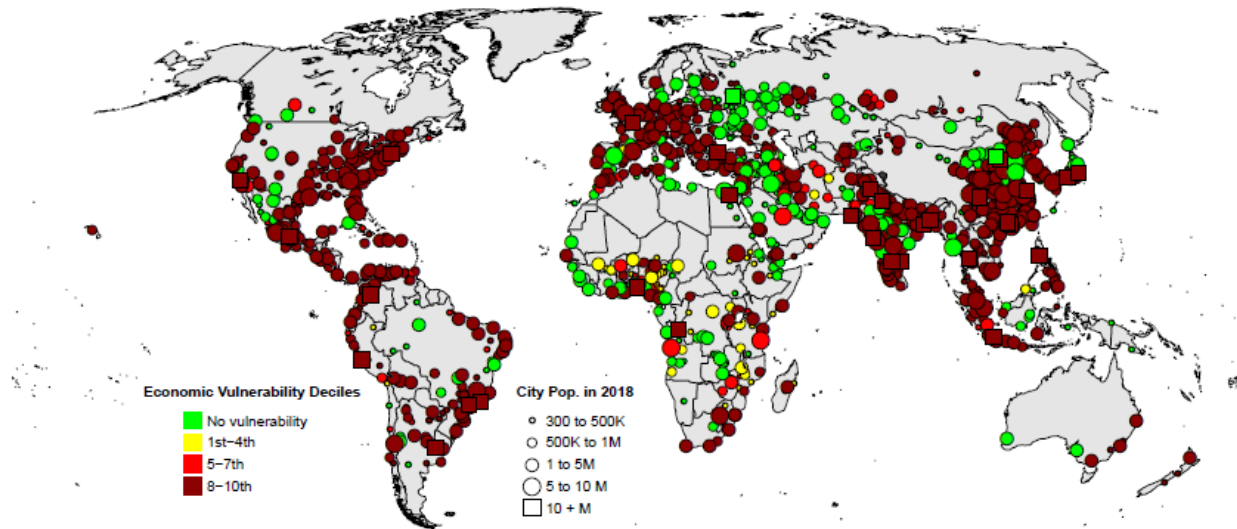 Economic Vulnerability Deciles
No vulnerability
1st−4th
5−7th
8−10th
City Pop. in 2018
300 to 500K
500K to 1M
1 to 5M
5 to 10 M
10 + M